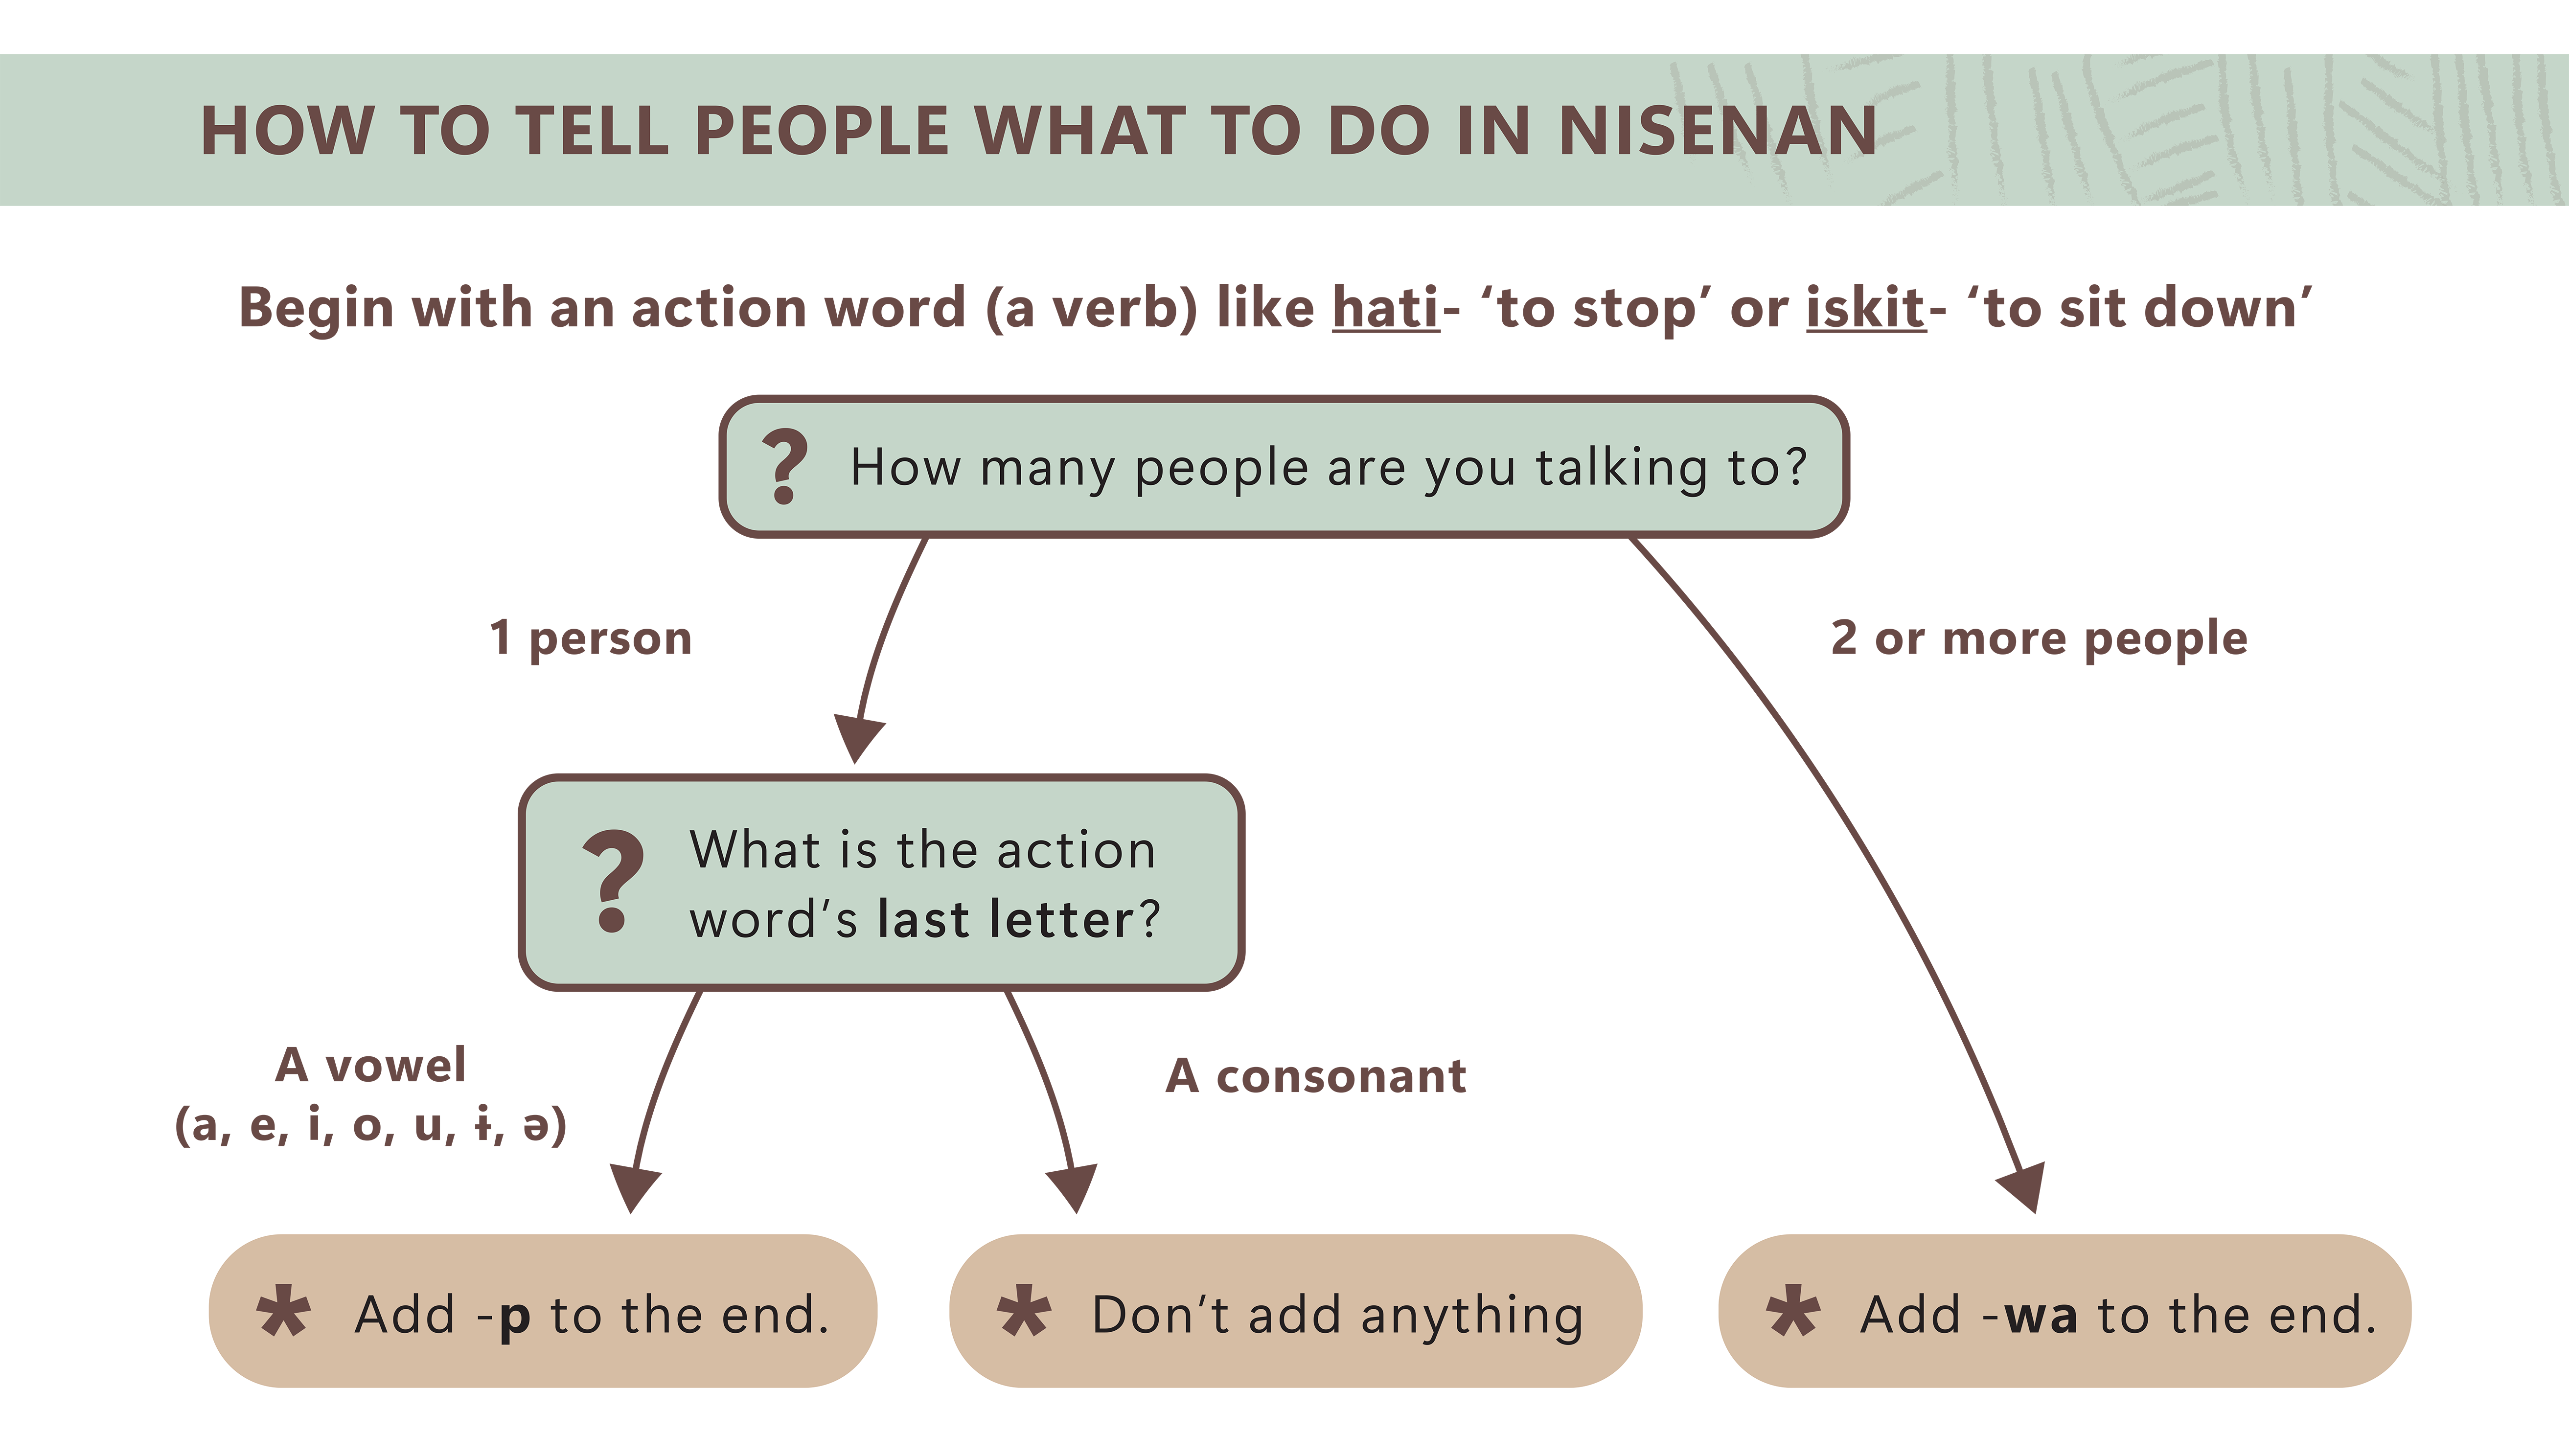 HOW TO TELL PEOPLE WHAT TO DO IN NISENAN
Begin with an action word (a verb) like hati- ‘to stop’ or iskit- ‘to sit down’
? How many people are you talking to?
1 person
2 or more people
? What is the action
word’s last letter?
A vowel
(a, e, i, o, u, ɨ, ə)
A consonant
* Add -p to the end.
* Don’t add anything
* Add -wa to the end.